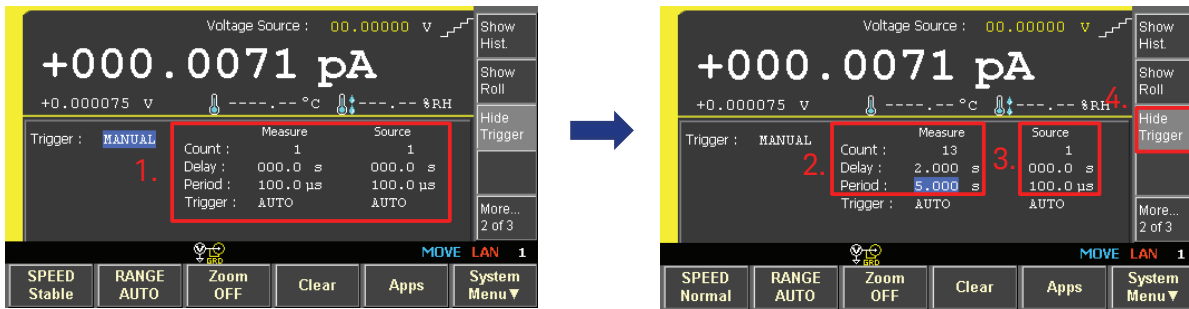 Voltage Source : 00.00000 V
+000.0071 pA
+0.000075 V ----.-- °C ---.-- %RH
Trigger : MANUAL
1.
Measure Source
Count : 1 1
Delay : 000.0 s 000.0 s
Period : 100.0 µs 100.0 µs
Trigger : AUTO AUTO
Show Hist.
Show Roll
Hide Trigger
More... 2 of 3
GRD
MOVE LAN 1
SPEED RANGE Zoom Clear Apps System
Stable AUTO OFF Menu▼
Voltage Source : 00.00000 V
+000.0071 pA
+0.000075 V ----.-- °C ---.-- %RH
Trigger : MANUAL
2.
3.
4.
Measure Source
Count : 13 1
Delay : 2.000 s 000.0 s
Period : 5.000 s 100.0 µs
Trigger : AUTO AUTO
Show Hist.
Show Roll
Hide Trigger
More... 2 of 3
GRD
MOVE LAN 1
SPEED RANGE Zoom Clear Apps System
Normal AUTO OFF Menu▼